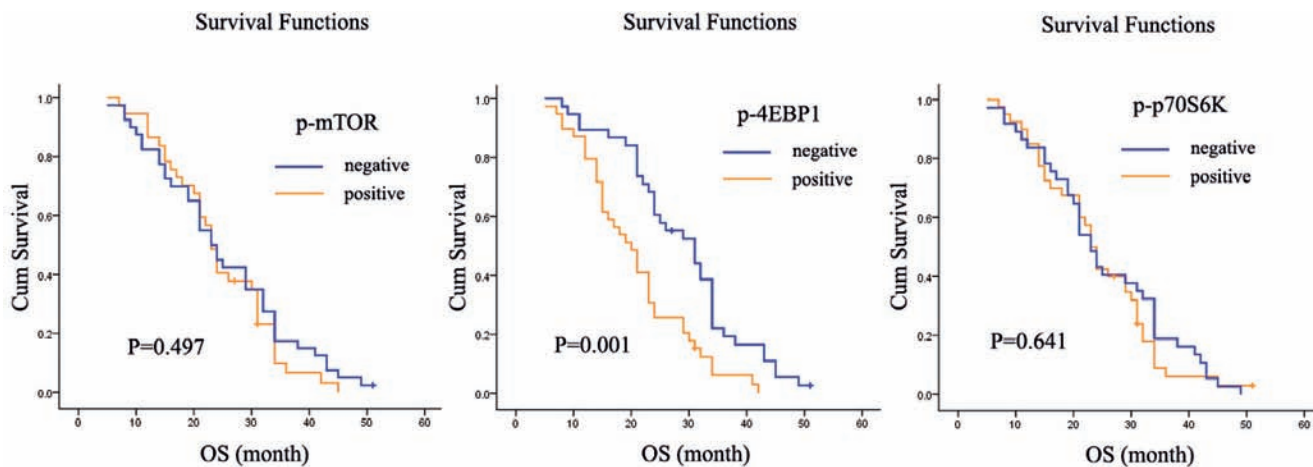 Survival Functions
Cum Survival
1.0
0.8
0.6
0.4
0.2
0.0
p-mTOR
negative
positive
P=0.497
0 10 20 30 40 50 60
OS (month)
Survival Functions
Cum Survival
1.0
0.8
0.6
0.4
0.2
0.0
p-4EBP1
negative
positive
P=0.001
0 10 20 30 40 50 60
OS (month)
Survival Functions
Cum Survival
1.0
0.8
0.6
0.4
0.2
0.0
p-p70S6K
negative
positive
P=0.641
0 10 20 30 40 50 60
OS (month)